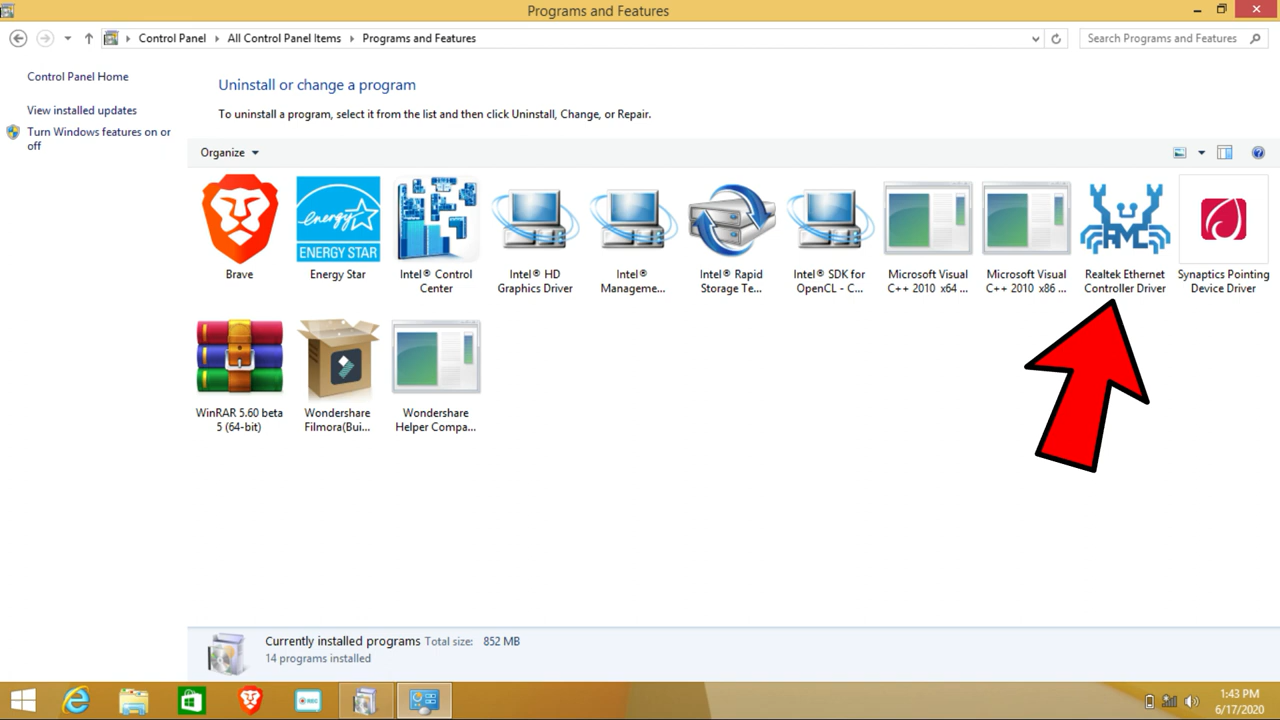 Programs and Features
Control Panel
All Control Panel Items
Programs and Features
Search Programs and Features
Control Panel Home
View installed updates
Turn Windows features on or
off
Uninstall or change a program
To uninstall a program, select it from the list and then click Uninstall, Change, or Repair.
Organize
energy
ENERGY STAR
RMC
Brave
Energy Star
Intel® Control
Center
Intel® HD
Graphics Driver
Intel®
Manageme...
Intel® Rapid
Storage Te...
Intel® SDK for
OpenCL - C...
Microsoft Visual
C++ 2010 x64 ...
Microsoft Visual
C++ 2010 x86 ...
Realtek Ethernet
Controller Driver
Synaptics Pointing
Device Driver
WinRAR 5.60 beta
5 (64-bit)
Wondershare
Filmora(Bui...
Wondershare
Helper Compa...
Currently installed programs Total size: 852 MB
14 programs installed
REC
1:43 PM
6/17/2020